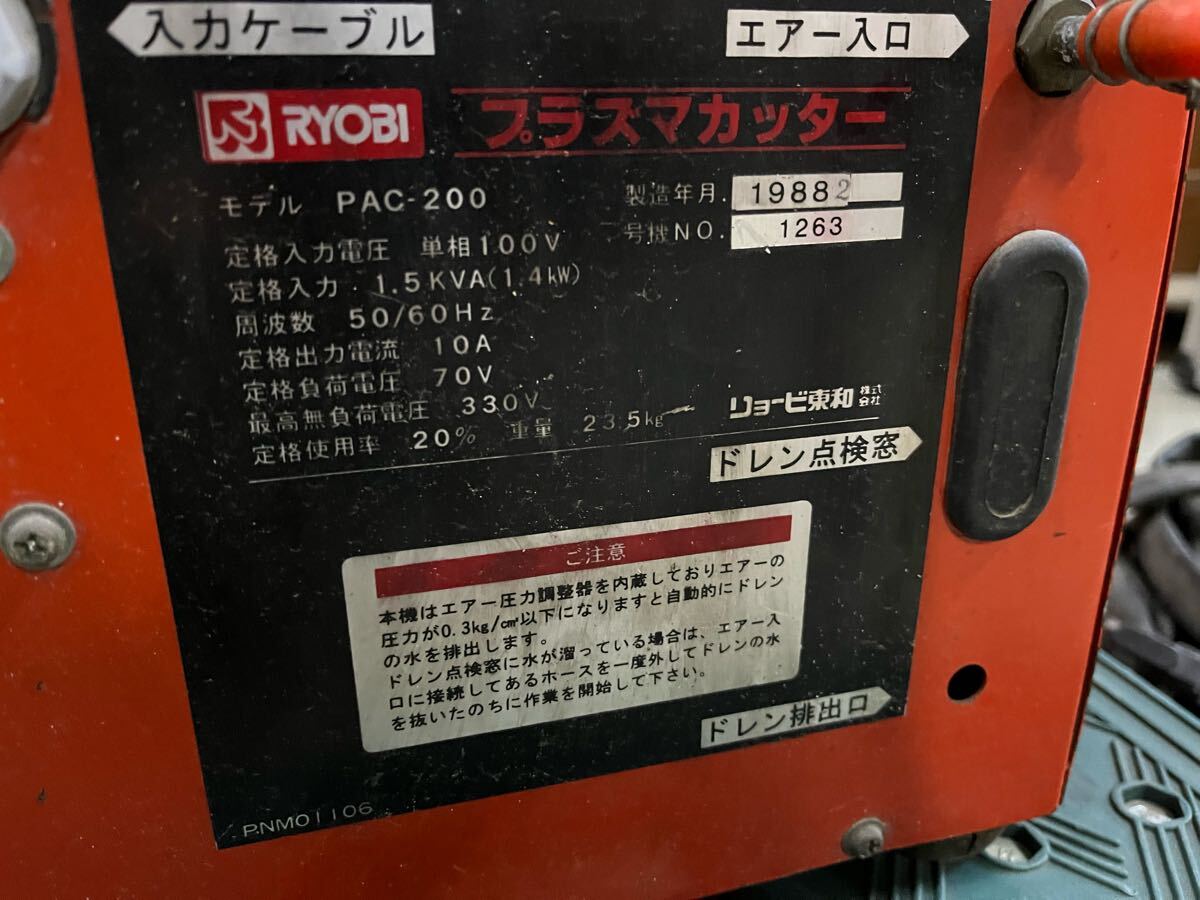 入力ケーブル
エアー入口
RYOBI
プラズマカッター
モデル PAC-200
製造年月. 1988 2
号機NO. 1263
定格入力電圧 単相100V
定格入力・1.5KVA(1.4kW)
周波数 50/60Hz
定格出力電流 10A
定格負荷電圧 70V
最高無負荷電圧 330V
定格使用率 20% 重量 23.5kg
リョービ東和株式会社
ドレン点検窓
ご注意
本機はエアー圧力調整器を内蔵しておりエアーの
圧力が0.3kg/c㎡以下になりますと自動的にドレン
の水を排出します。
ドレン点検窓に水が溜っている場合は、エアー入
口に接続してあるホースを一度外してドレンの水
を抜いたのちに作業を開始して下さい。
ドレン排出口
P.NM01106